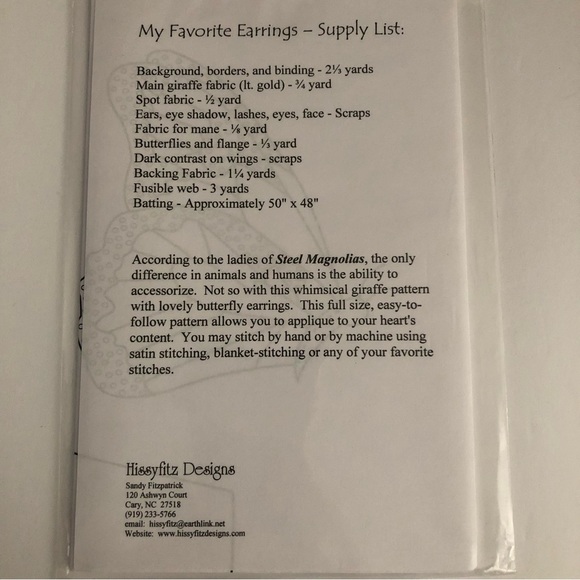 My Favorite Earrings – Supply List:
Background, borders, and binding - 2⅓ yards
Main giraffe fabric (lt. gold) - ¾ yard
Spot fabric - ½ yard
Ears, eye shadow, lashes, eyes, face - Scraps
Fabric for mane - ⅛ yard
Butterflies and flange - ⅓ yard
Dark contrast on wings - scraps
Backing Fabric - 1¼ yards
Fusible web - 3 yards
Batting - Approximately 50" x 48"
According to the ladies of Steel Magnolias, the only
difference in animals and humans is the ability to
accessorize. Not so with this whimsical giraffe pattern
with lovely butterfly earrings. This full size, easy-to-
follow pattern allows you to applique to your heart's
content. You may stitch by hand or by machine using
satin stitching, blanket-stitching or any of your favorite
stitches.
Hissyfitz Designs
Sandy Fitzpatrick
120 Ashwyn Court
Cary, NC 27518
(919) 233-5766
email: hissyfitz@earthlink.net
Website: www.hissyfitzdesigns.com